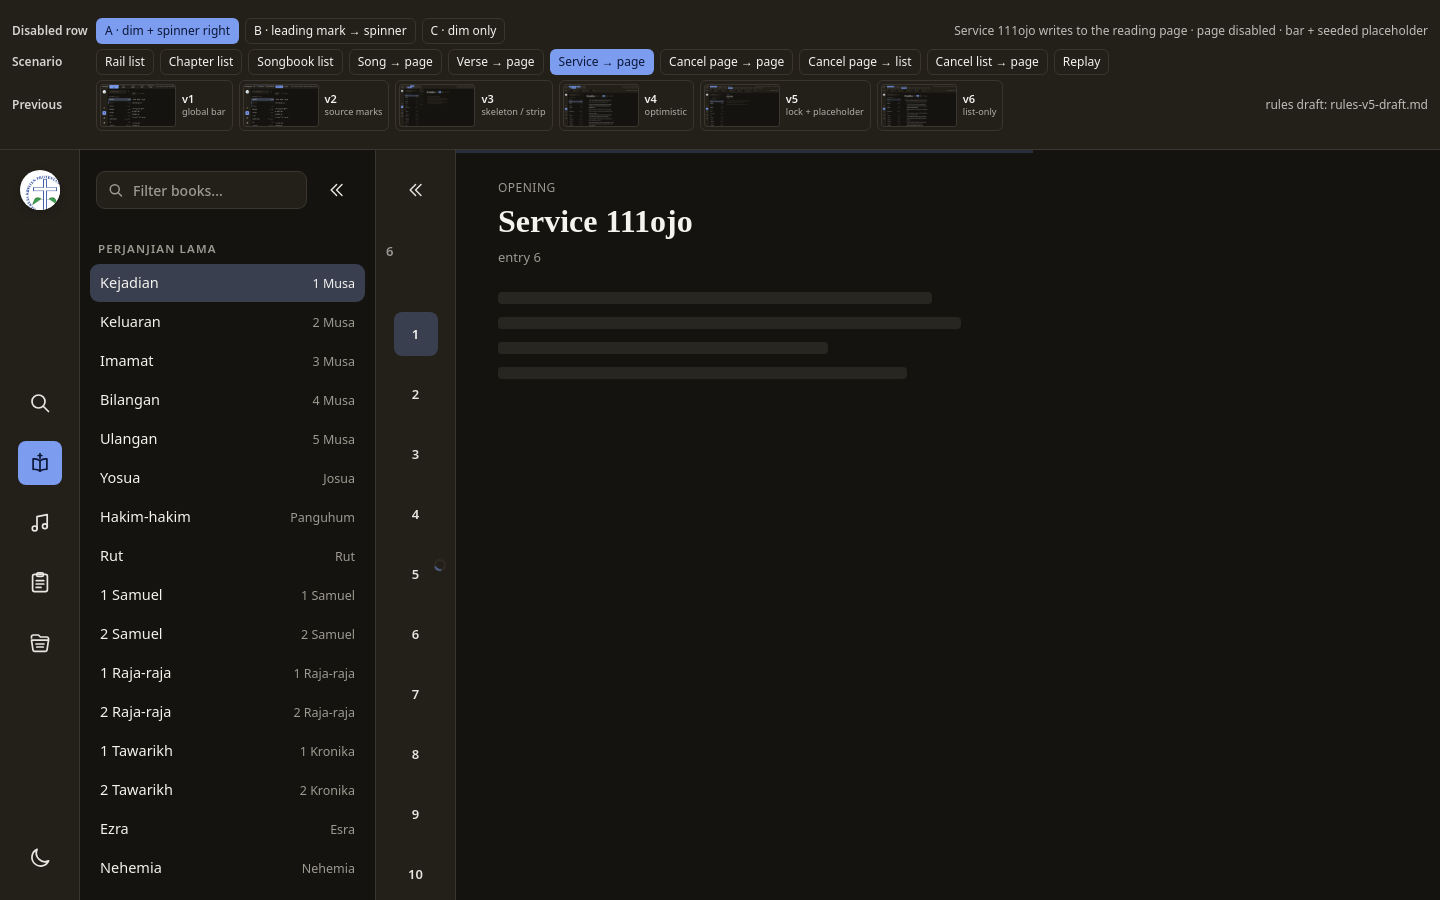 Disabled row A · dim + spinner right B · leading mark → spinner C · dim only Service 111ojo writes to the reading page · page disabled · bar + seeded placeholder
Scenario Rail list Chapter list Songbook list Song → page Verse → page Service → page Cancel page → page Cancel page → list Cancel list → page Replay
Previous v1 global bar v2 source marks v3 skeleton / strip v4 optimistic v5 lock + placeholder v6 list-only rules draft: rules-v5-draft.md
Filter books...
PERJANJIAN LAMA
Kejadian 1 Musa
Keluaran 2 Musa
Imamat 3 Musa
Bilangan 4 Musa
Ulangan 5 Musa
Yosua Josua
Hakim-hakim Panguhum
Rut Rut
1 Samuel 1 Samuel
2 Samuel 2 Samuel
1 Raja-raja 1 Raja-raja
2 Raja-raja 2 Raja-raja
1 Tawarikh 1 Kronika
2 Tawarikh 2 Kronika
Ezra Esra
Nehemia Nehemia
6
1
2
3
4
5
6
7
8
9
10
OPENING
Service 111ojo
entry 6